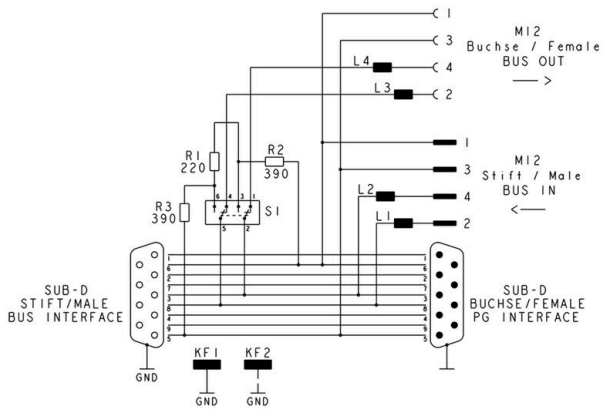 1
M12
3
Buchse / Female
L4
4
BUS OUT
L3
2
R1
220
R2
390
1
M12
3
Stift / Male
L2
4
BUS IN
L1
2
R3
390
6 4 3 1
S1
5 2
SUB-D
STIFT/MALE
BUS INTERFACE
1
6
2
7
3
8
4
9
5
1
6
2
7
3
8
4
9
5
SUB-D
BUCHSE/FEMALE
PG INTERFACE
GND
KF1
GND
KF2
GND